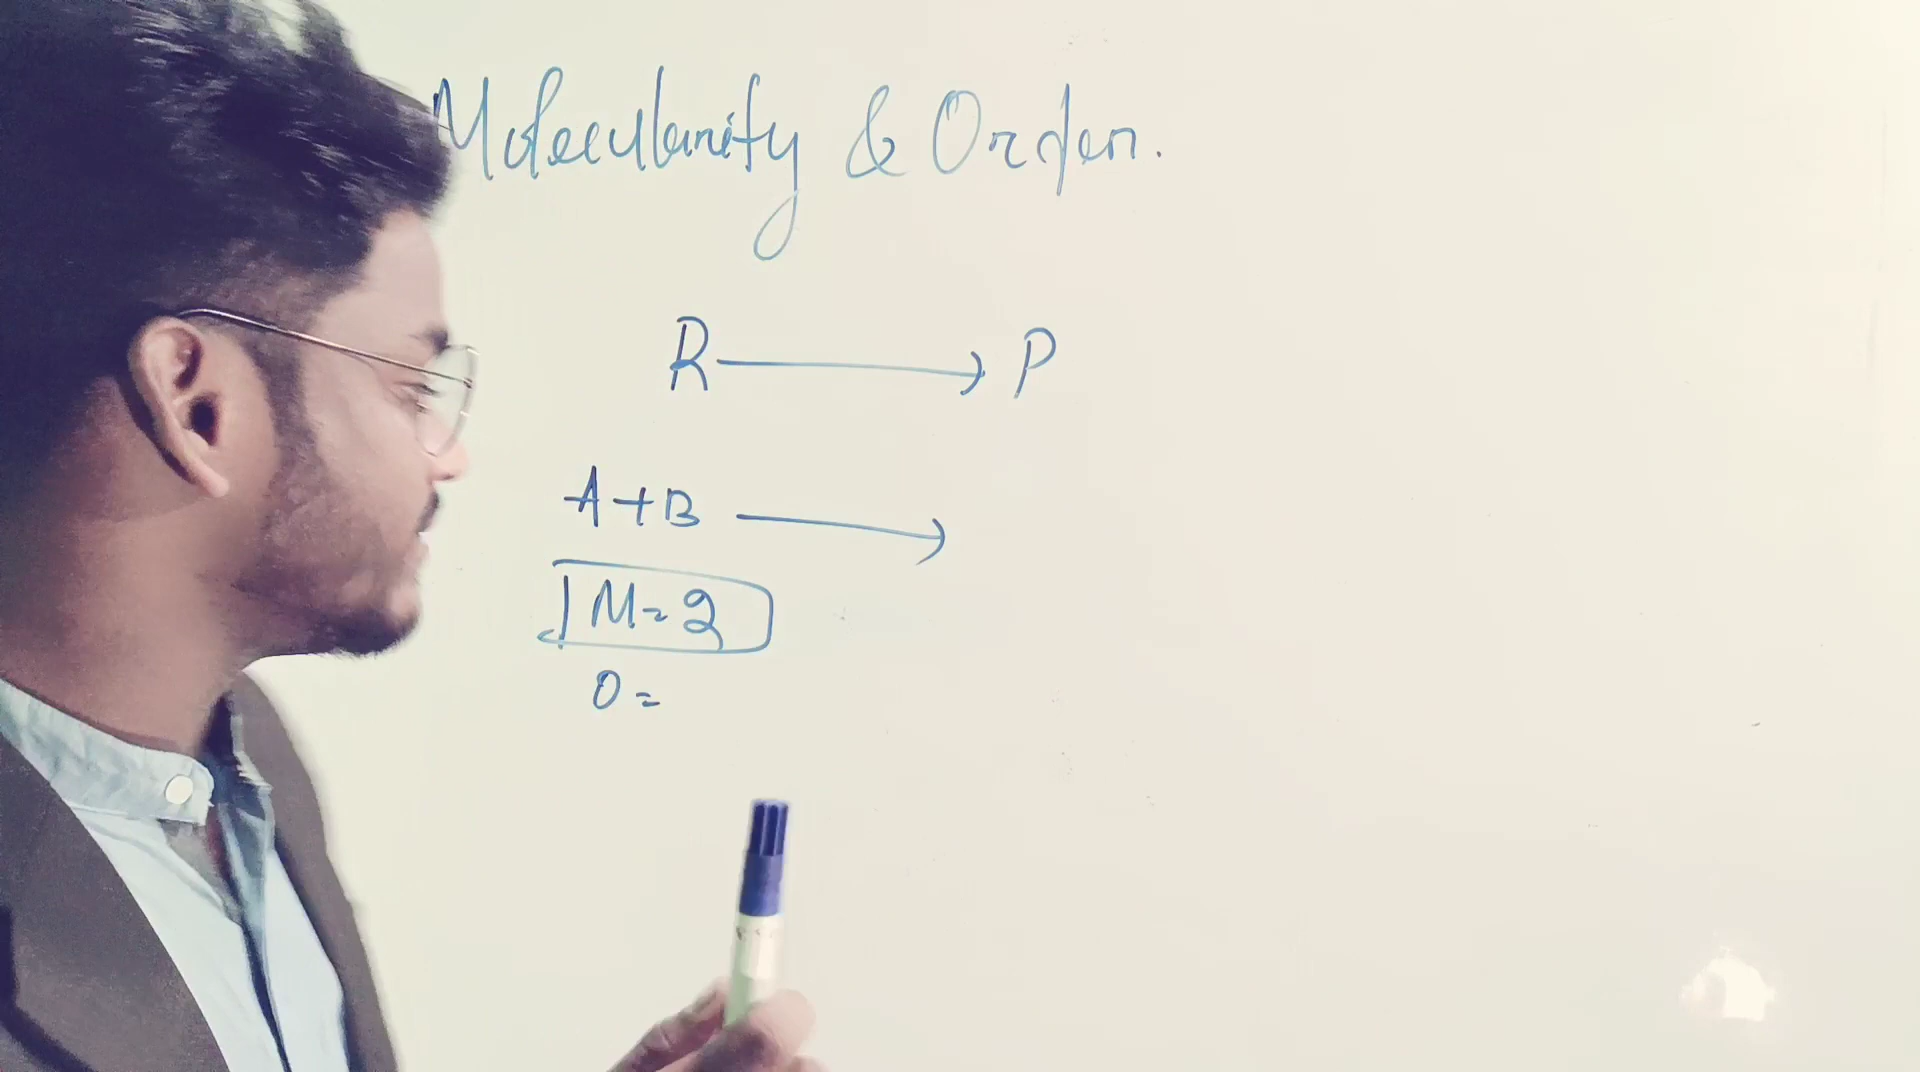 Molecularity & Order.
R → P
A + B →
M = 2
O =